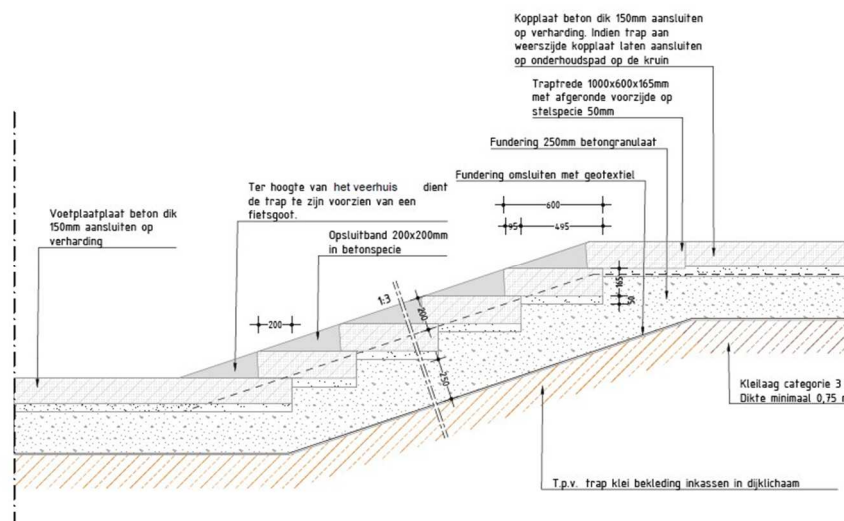 Kopplaat beton dik 150mm aansluiten
op verharding. Indien trap aan
weerszijde kopplaat laten aansluiten
op onderhoudspad op de kruin
Traptrede 1000x600x165mm
met afgeronde voorzijde op
stelspecie 50mm
Fundering 250mm betongranulaat
Fundering omsluiten met geotextiel
Ter hoogte van het veerhuis dient
de trap te zijn voorzien van een
fietsgoot.
Voetplaatplaat beton dik
150mm aansluiten op
verharding
Opsluitband 200x200mm
in betonspecie
600
95
495
165
50
1:3
200
200
250
Kleilaag categorie 3
Dikte minimaal 0,75 m
T.p.v. trap klei bekleding inkassen in dijklichaam